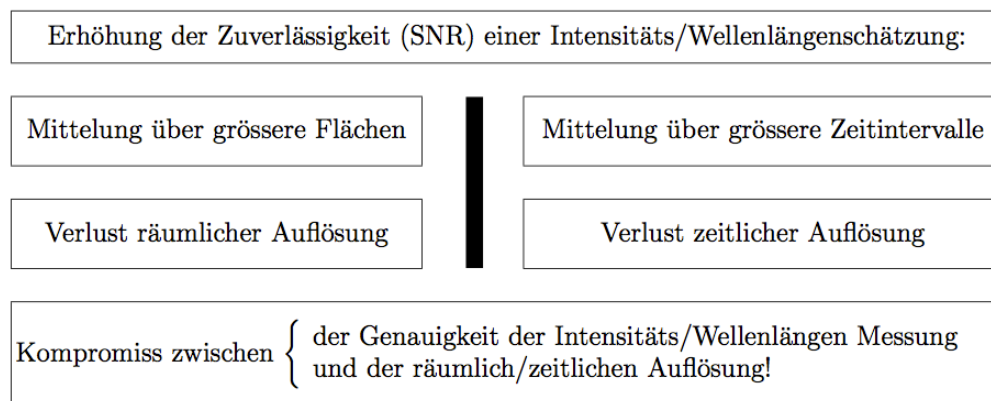 Erhöhung der Zuverlässigkeit (SNR) einer Intensitäts/Wellenlängenschätzung:
Mittelung über grössere Flächen
Verlust räumlicher Auflösung
Mittelung über grössere Zeitintervalle
Verlust zeitlicher Auflösung
Kompromiss zwischen { der Genauigkeit der Intensitäts/Wellenlängen Messung
und der räumlich/zeitlichen Auflösung!